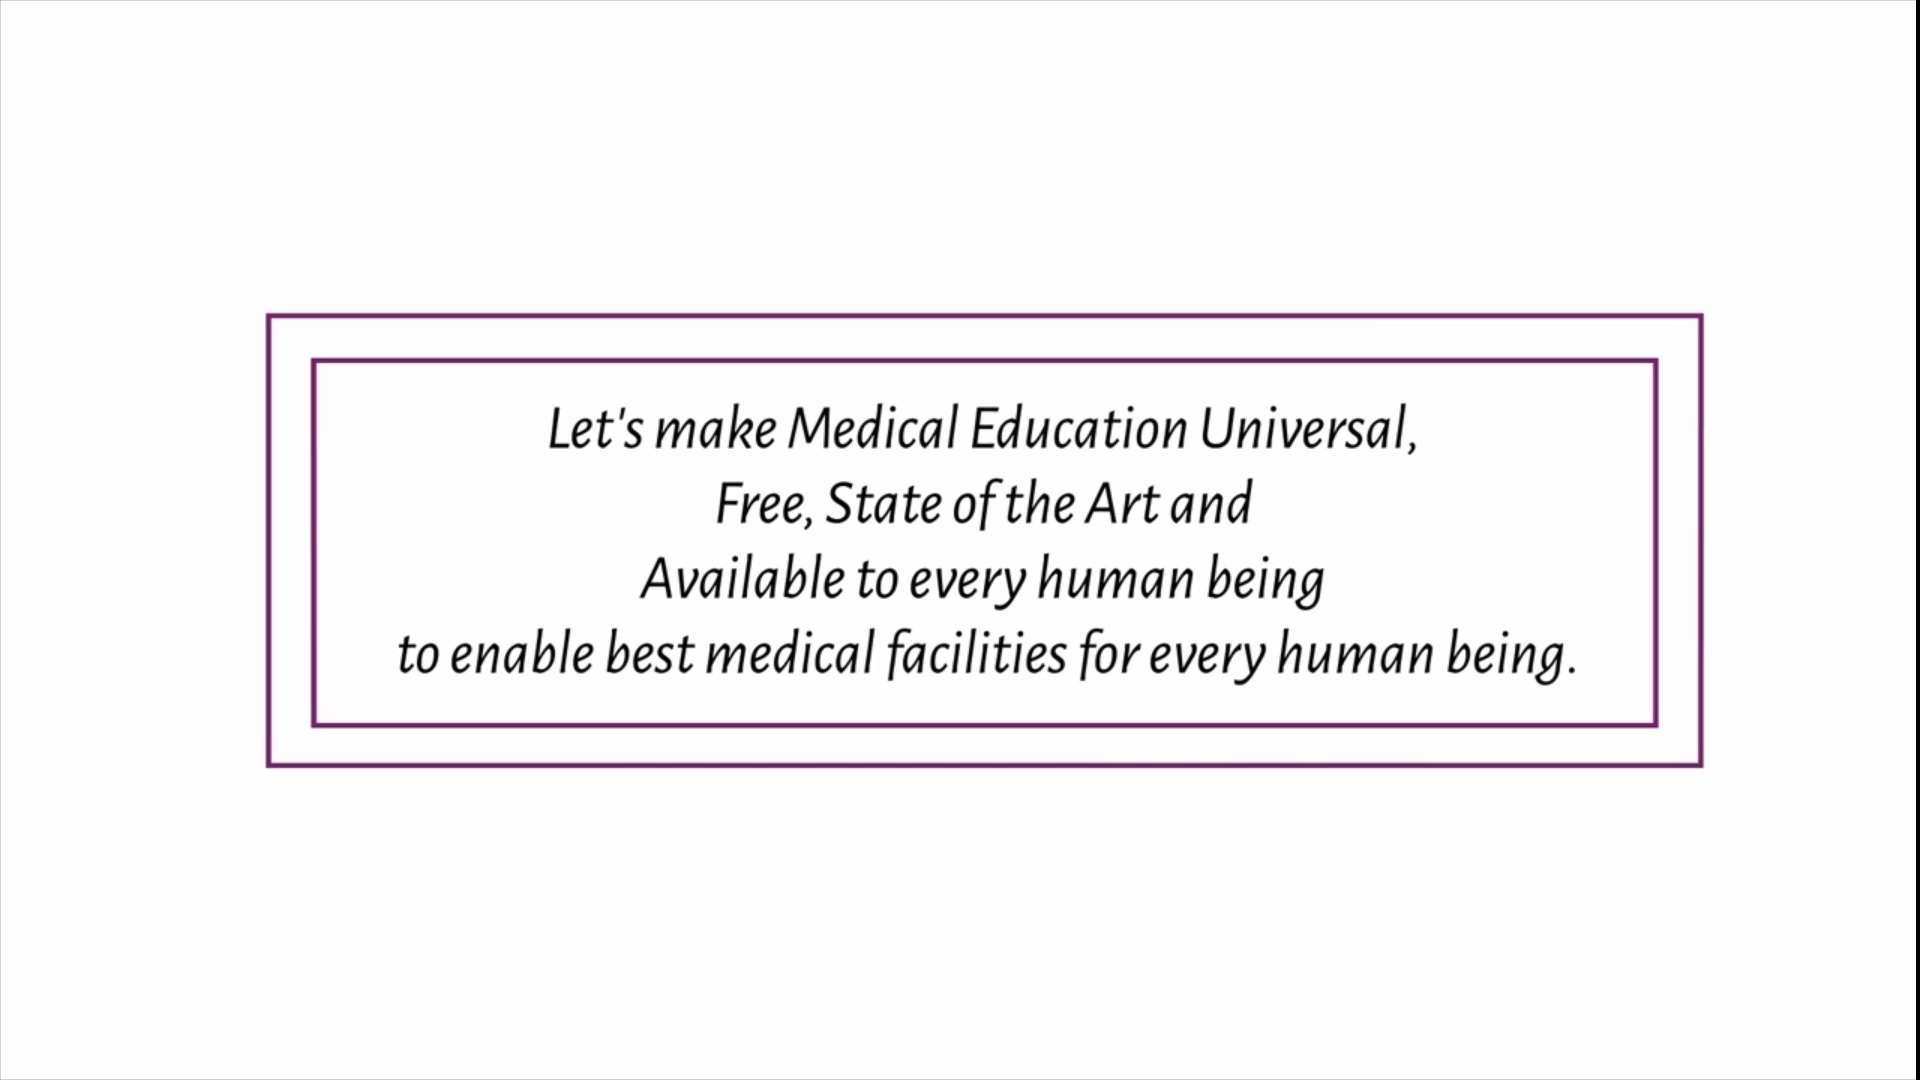 Let's make Medical Education Universal,
Free, State of the Art and
Available to every human being
to enable best medical facilities for every human being.